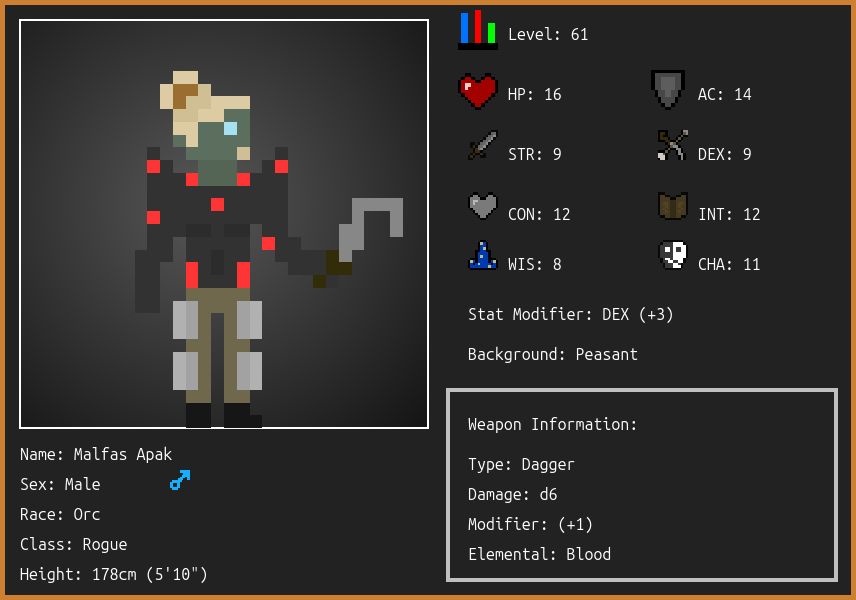 Level: 61
HP: 16
AC: 14
STR: 9
DEX: 9
CON: 12
INT: 12
WIS: 8
CHA: 11
Stat Modifier: DEX (+3)
Background: Peasant
Weapon Information:
Type: Dagger
Damage: d6
Modifier: (+1)
Elemental: Blood
Name: Malfas Apak
Sex: Male
Race: Orc
Class: Rogue
Height: 178cm (5'10")